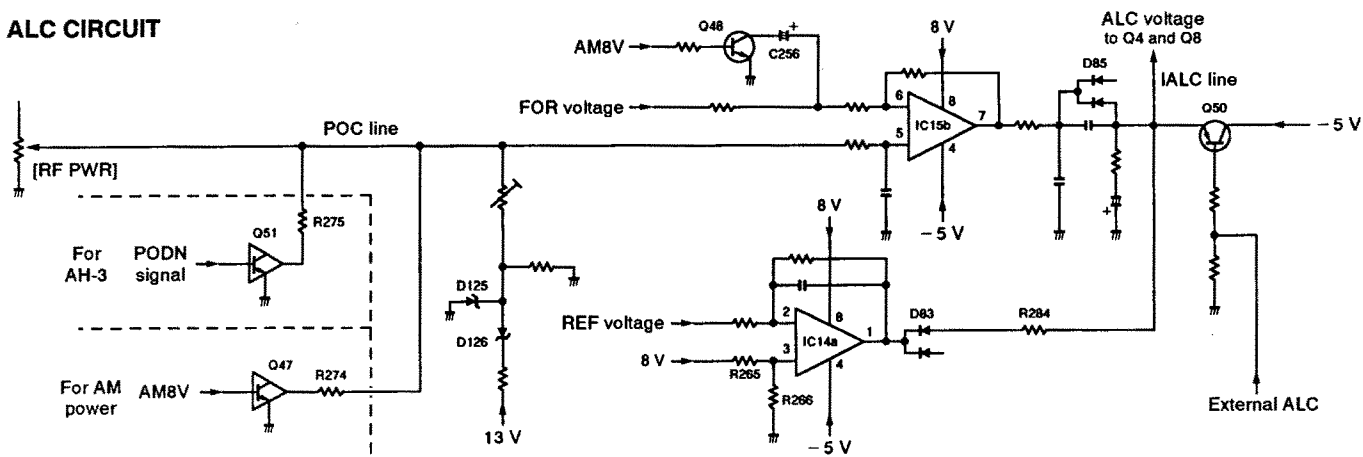 ALC CIRCUIT
Q48
AM8V
C256
+
8 V
ALC voltage
to Q4 and Q8
D85
IALC line
Q50
FOR voltage
6
8
IC15b
7
5
4
− 5 V
POC line
[RF PWR]
− 5 V
8 V
+
R275
Q51
For
AH-3
PODN
signal
D125
D126
REF voltage
2
8
IC14a
1
3
4
D83
R284
8 V
R265
R266
Q47
R274
For AM
power
AM8V
13 V
− 5 V
External ALC